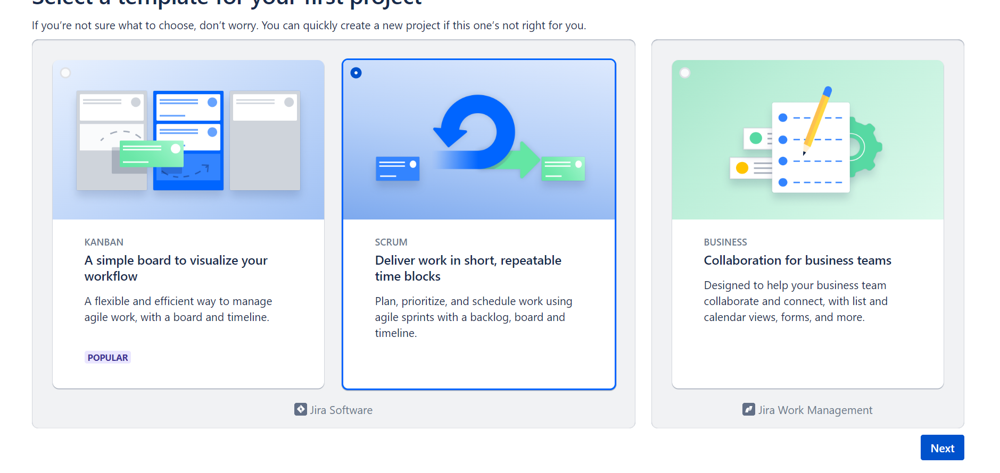 Select a template for your first project
If you’re not sure what to choose, don’t worry. You can quickly create a new project if this one’s not right for you.
KANBAN
A simple board to visualize your
workflow
A flexible and efficient way to manage
agile work, with a board and timeline.
POPULAR
SCRUM
Deliver work in short, repeatable
time blocks
Plan, prioritize, and schedule work using
agile sprints with a backlog, board and
timeline.
Jira Software
BUSINESS
Collaboration for business teams
Designed to help your business team
collaborate and connect, with list and
calendar views, forms, and more.
Jira Work Management
Next